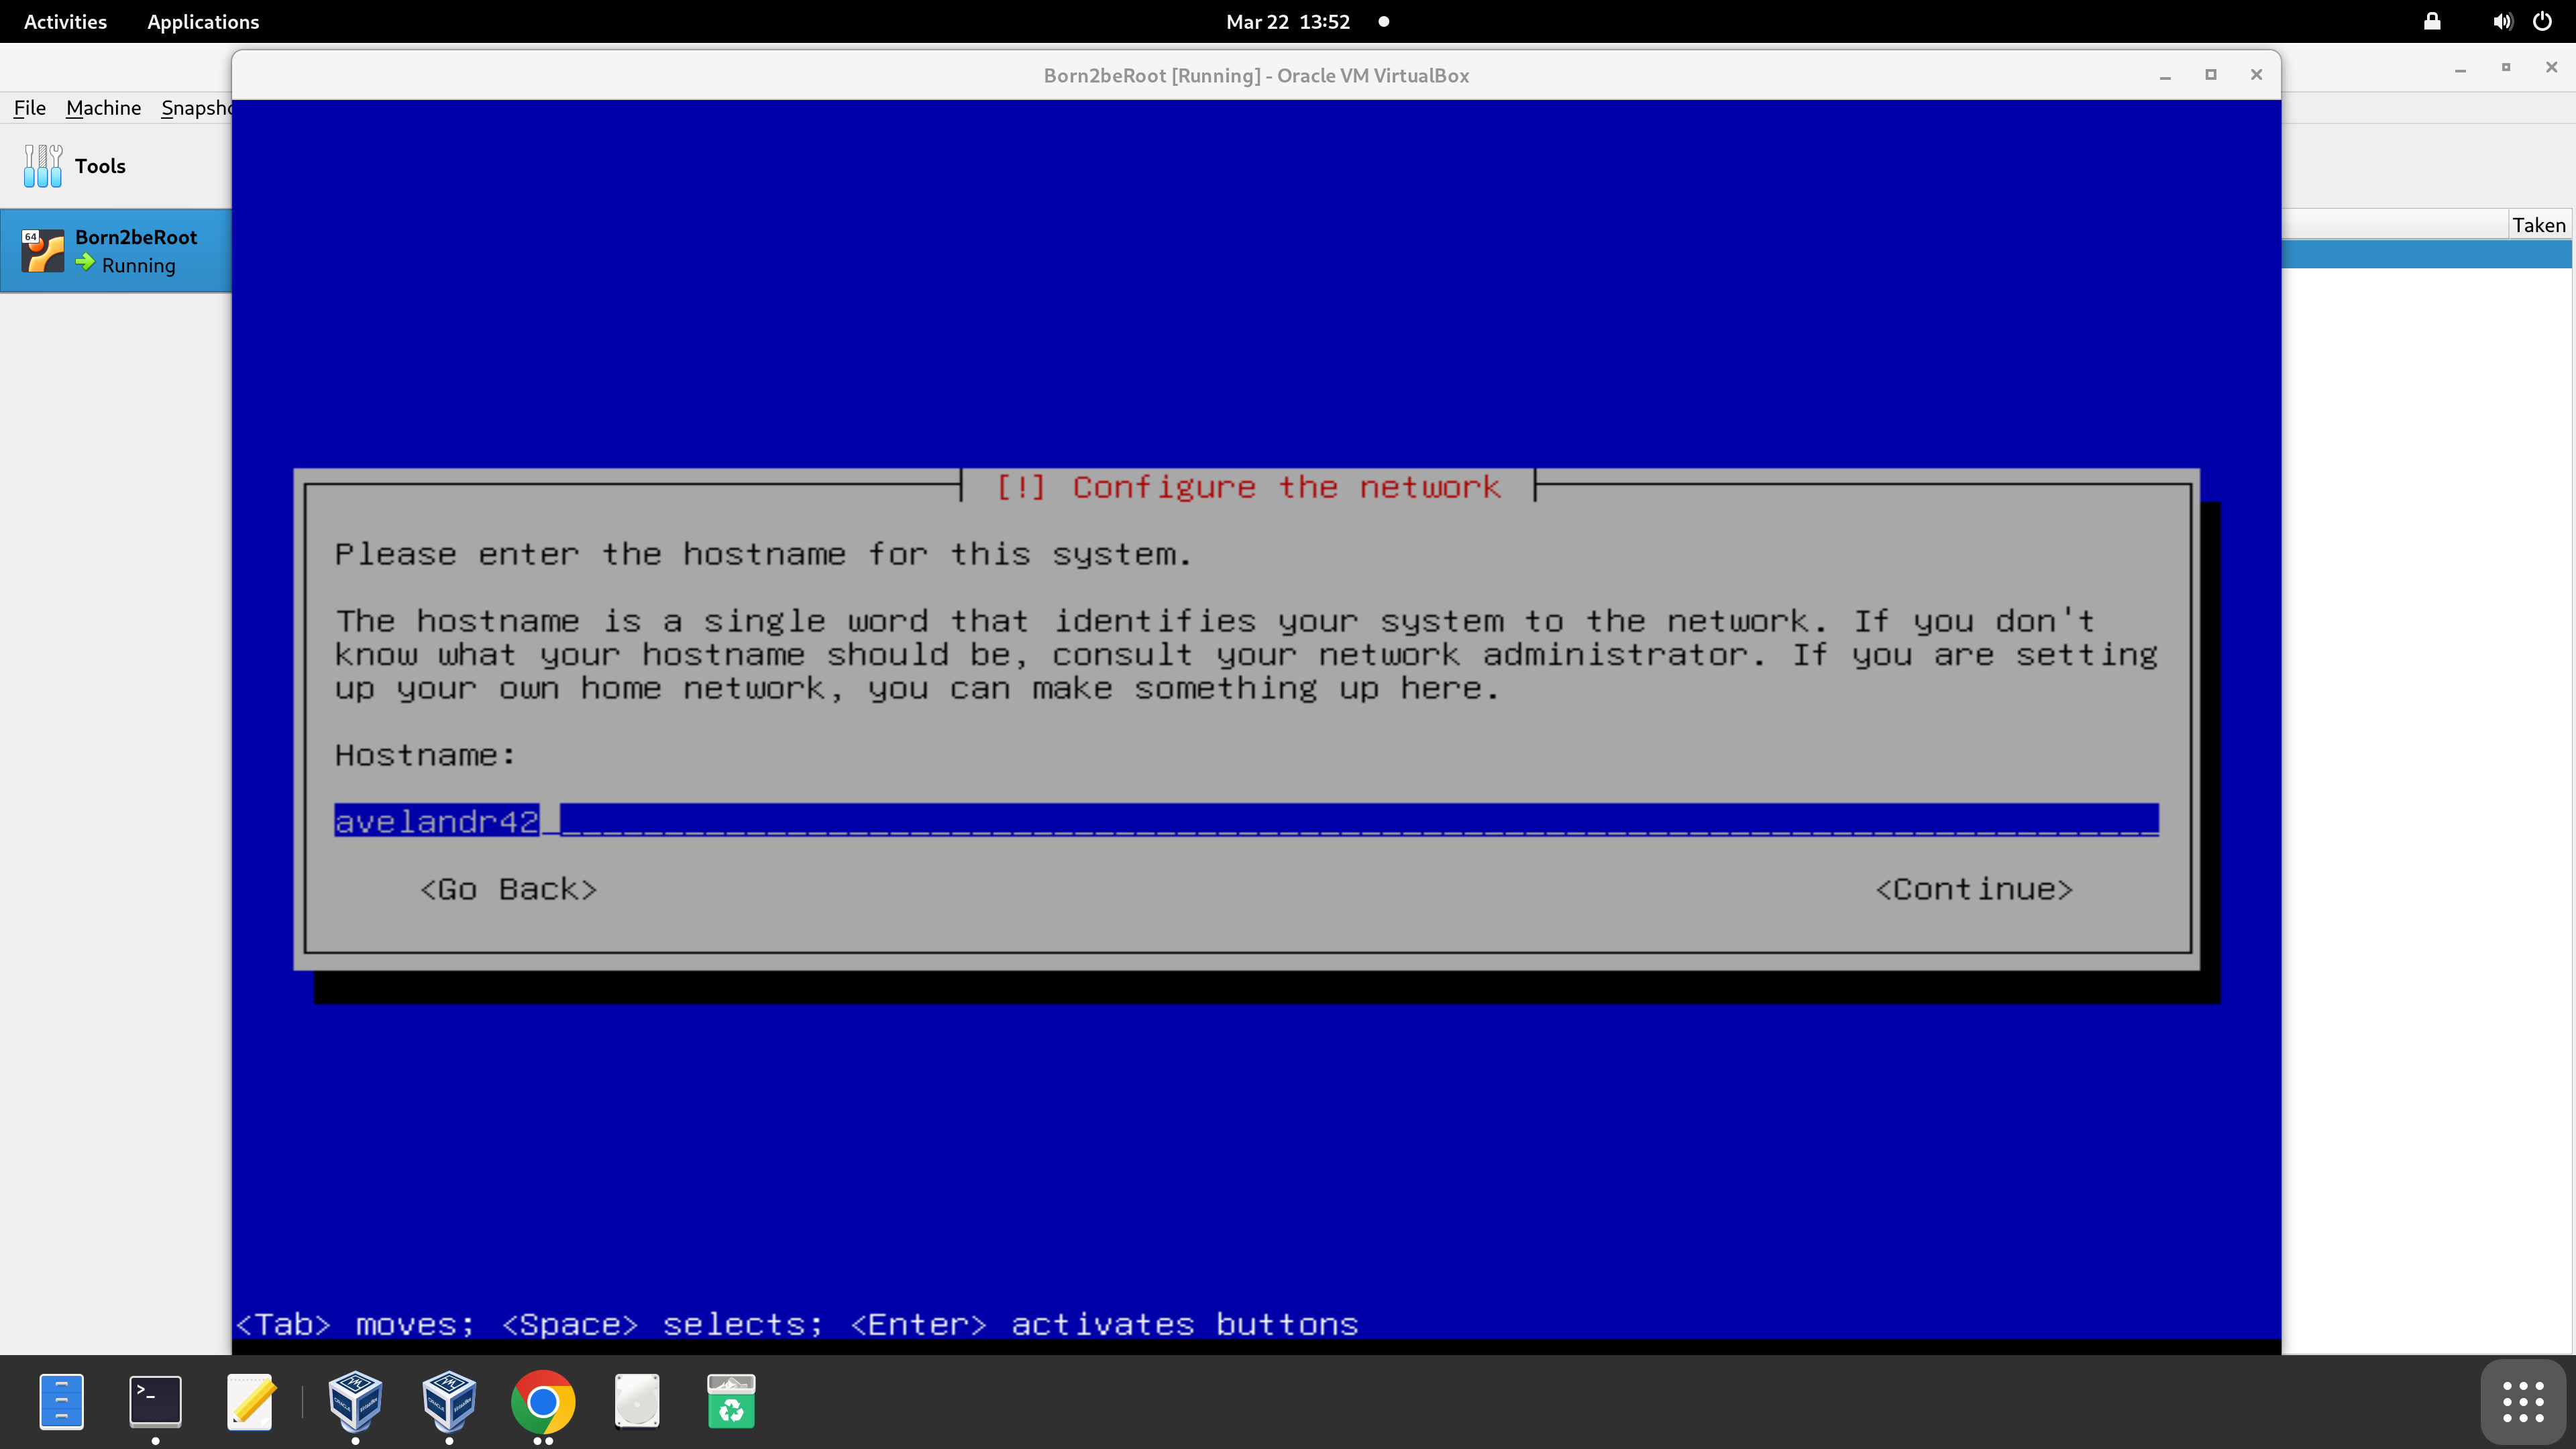 Activities Applications Mar 22 13:52
Born2beRoot [Running] - Oracle VM VirtualBox
File Machine Snapsho
Tools
Taken
64 Born2beRoot
Running
[!] Configure the network
Please enter the hostname for this system.
The hostname is a single word that identifies your system to the network. If you don't
know what your hostname should be, consult your network administrator. If you are setting
up your own home network, you can make something up here.
Hostname:
avelandr42
<Go Back> <Continue>
<Tab> moves; <Space> selects; <Enter> activates buttons